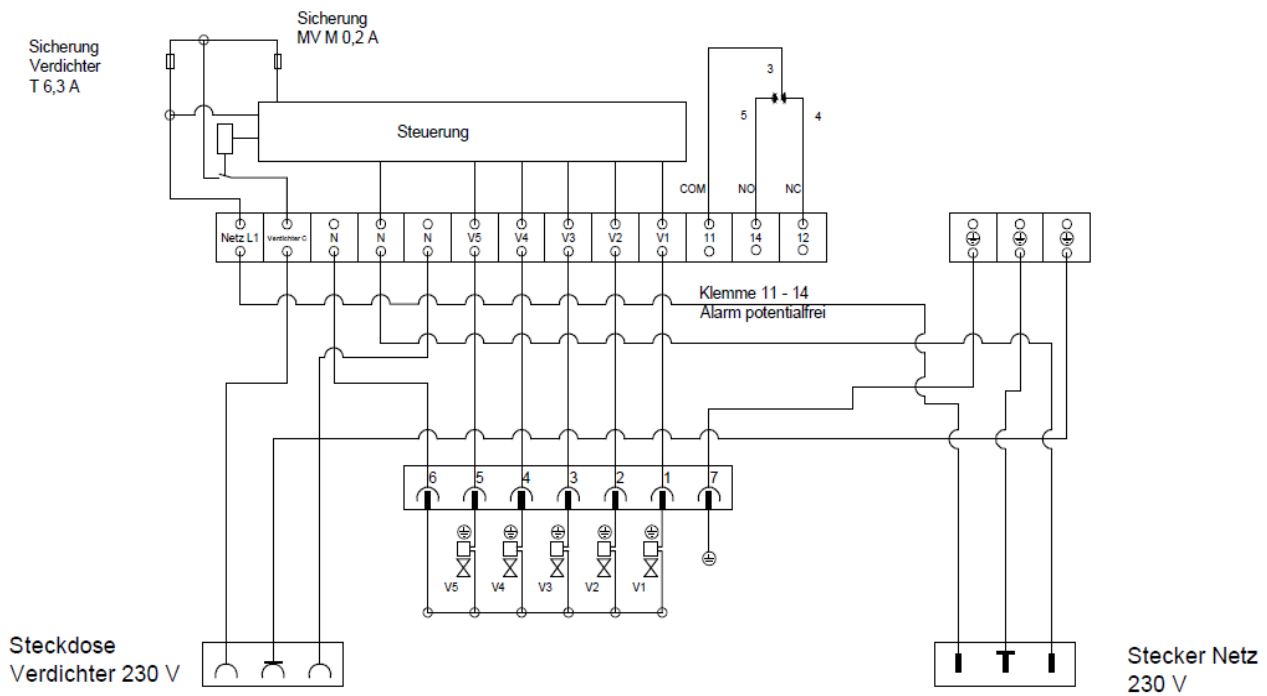 Sicherung
MV M 0,2 A
Sicherung
Verdichter
T 6,3 A
Steuerung
3
5
4
COM
NO
NC
Netz L1
Verdichter C
N
N
N
V5
V4
V3
V2
V1
11
14
12
Klemme 11 - 14
Alarm potentialfrei
6
5
4
3
2
1
7
V5
V4
V3
V2
V1
Steckdose
Verdichter 230 V
Stecker Netz
230 V